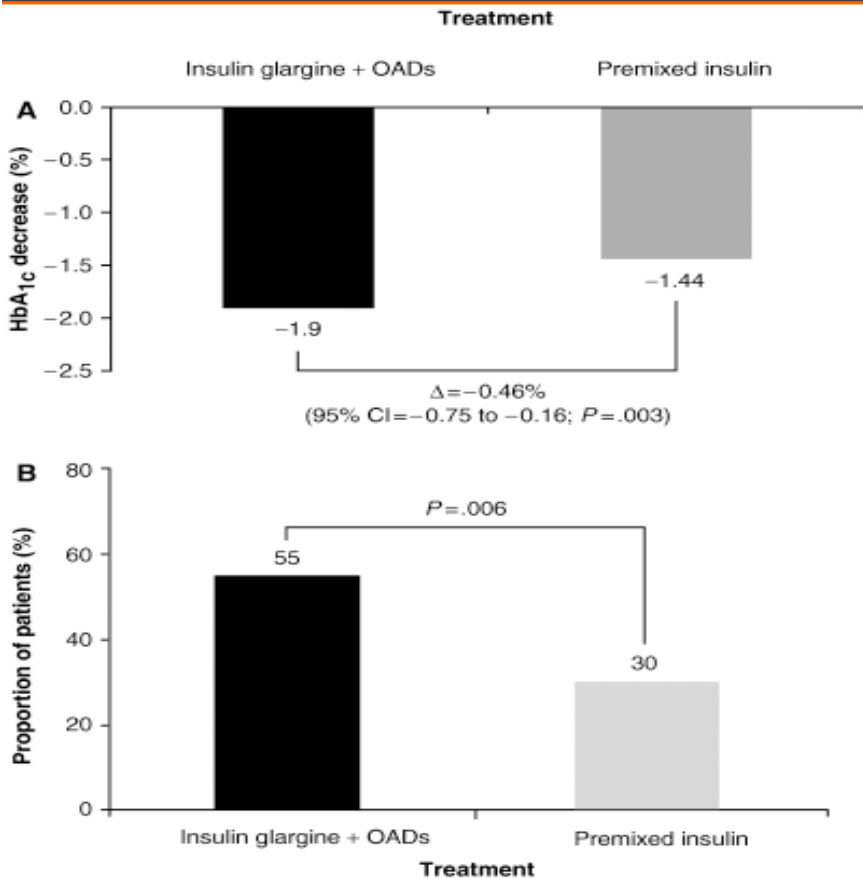 Treatment
Insulin glargine + OADs Premixed insulin
A
HbA1c decrease (%)
0.0
−0.5
−1.0
−1.5
−2.0
−2.5
−1.9
−1.44
Δ=−0.46%
(95% CI=−0.75 to −0.16; P=.003)
B
Proportion of patients (%)
80
60
40
20
0
P=.006
55
30
Insulin glargine + OADs Premixed insulin
Treatment